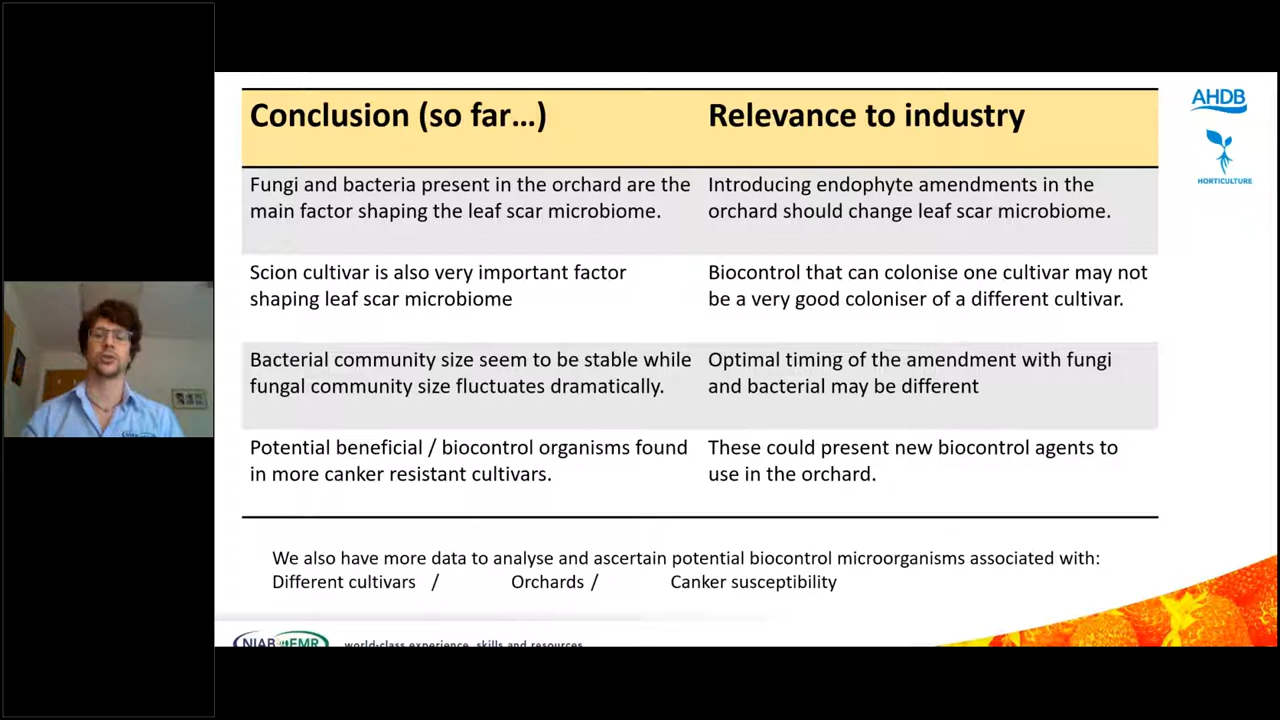 Conclusion (so far…)
Relevance to industry
Fungi and bacteria present in the orchard are the
main factor shaping the leaf scar microbiome.
Introducing endophyte amendments in the
orchard should change leaf scar microbiome.
Scion cultivar is also very important factor
shaping leaf scar microbiome
Biocontrol that can colonise one cultivar may not
be a very good coloniser of a different cultivar.
Bacterial community size seem to be stable while
fungal community size fluctuates dramatically.
Optimal timing of the amendment with fungi
and bacterial may be different
Potential beneficial / biocontrol organisms found
in more canker resistant cultivars.
These could present new biocontrol agents to
use in the orchard.
We also have more data to analyse and ascertain potential biocontrol microorganisms associated with:
Different cultivars / Orchards / Canker susceptibility
AHDB
HORTICULTURE
NIAB EMR
world-class experience, skills and resources